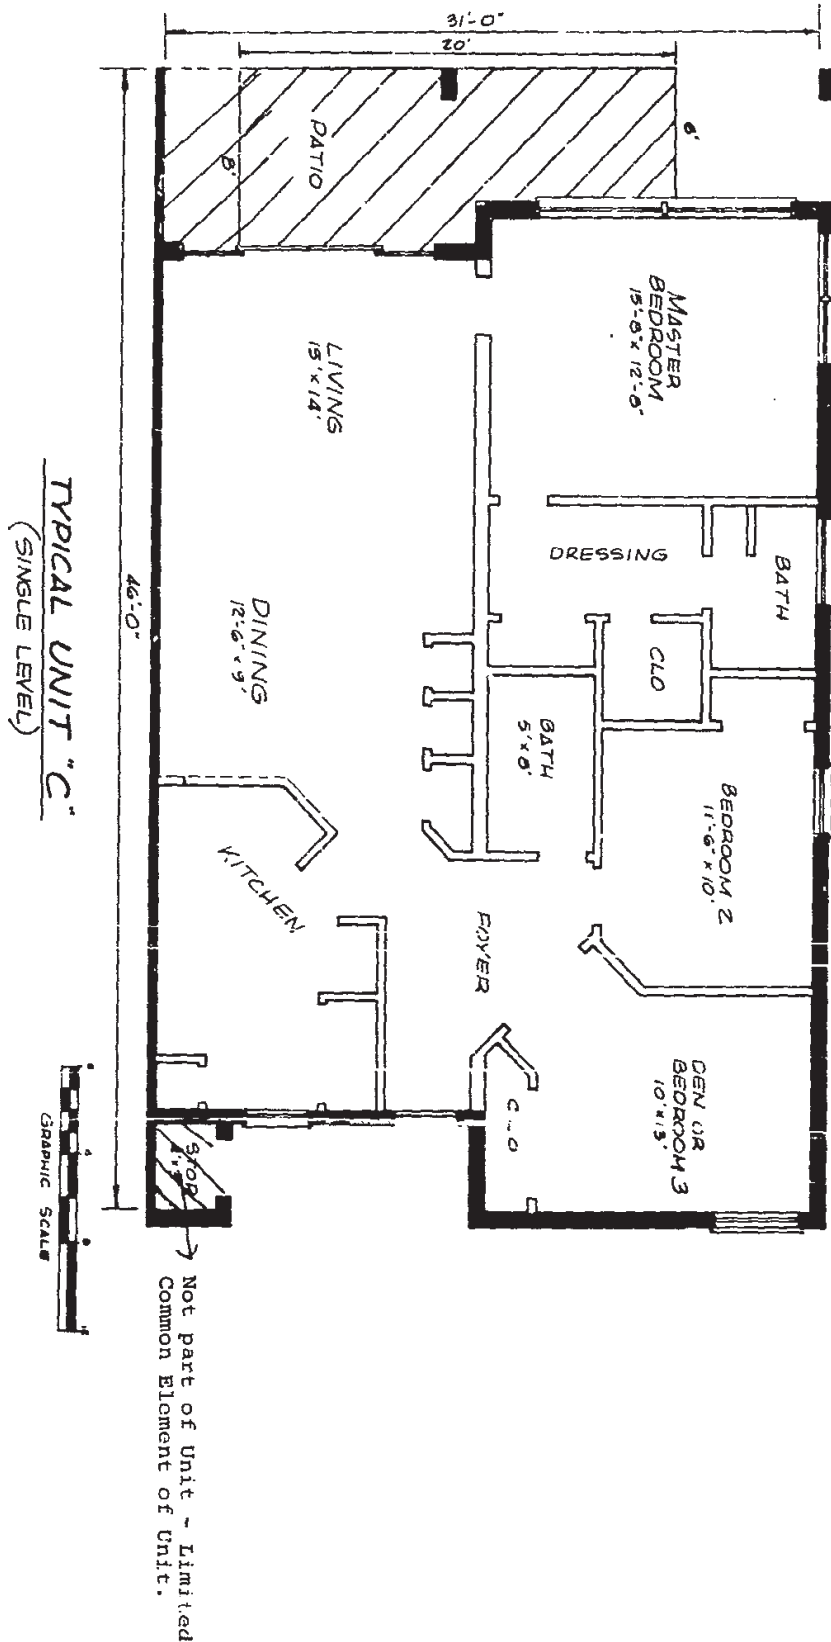 31'-0"
20'
PATIO
8'
6'
MASTER
BEDROOM
15'-8" x 12'-8"
LIVING
15' x 14'
DRESSING
BATH
CLO
DINING
12'-6" x 9'
BATH
5' x 8'
BEDROOM 2
11'-6" x 10'
KITCHEN
FOYER
DEN OR
BEDROOM 3
10' x 13'
STOR
46'-0"
TYPICAL UNIT "C"
(SINGLE LEVEL)
GRAPHIC SCALE
Not part of Unit - Limited
Common Element of Unit.